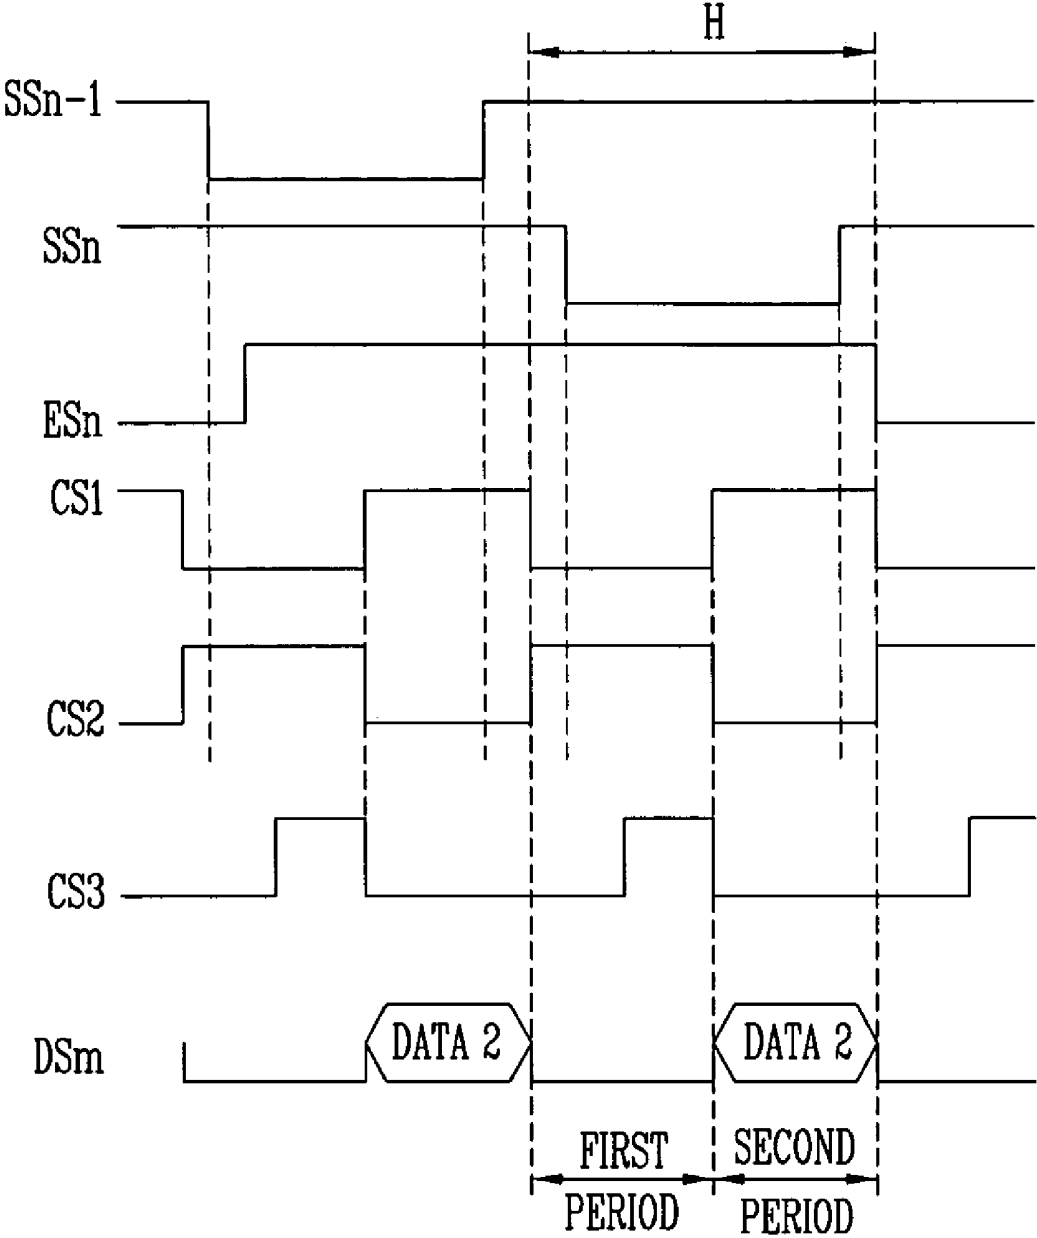 H
SSn-1
SSn
ESn
CS1
CS2
CS3
DSm
DATA 2
DATA 2
FIRST
PERIOD
SECOND
PERIOD